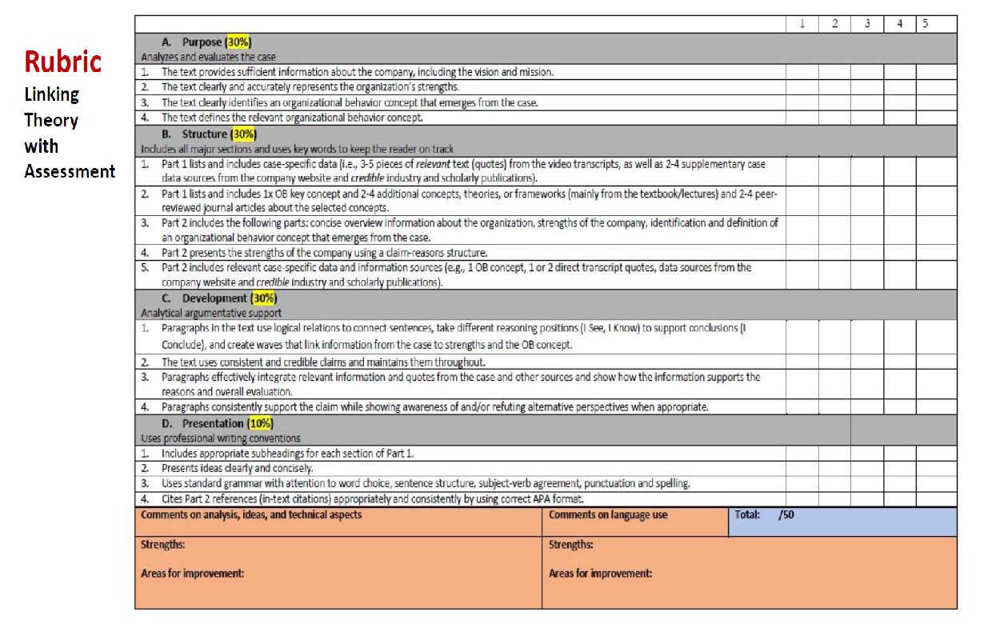 Rubric
Linking
Theory
with
Assessment
1 2 3 4 5
A. Purpose (30%)
Analyzes and evaluates the case
1. The text provides sufficient information about the company, including the vision and mission.
2. The text clearly and accurately represents the organization's strengths.
3. The text clearly identifies an organizational behavior concept that emerges from the case.
4. The text defines the relevant organizational behavior concept.
B. Structure (30%)
Includes all major sections and uses key words to keep the reader on track
1. Part 1 lists and includes case-specific data (i.e., 3-5 pieces of relevant text (quotes) from the video transcripts, as well as 2-4 supplementary case
data sources from the company website and credible industry and scholarly publications).
2. Part 1 lists and includes 1x OB key concept and 2-4 additional concepts, theories, or frameworks (mainly from the textbook/lectures) and 2-4 peer-
reviewed journal articles about the selected concepts.
3. Part 2 includes the following parts: concise overview information about the organization, strengths of the company, identification and definition of
an organizational behavior concept that emerges from the case.
4. Part 2 presents the strengths of the company using a claim-reasons structure.
5. Part 2 includes relevant case-specific data and information sources (e.g., 1 OB concept, 1 or 2 direct transcript quotes, data sources from the
company website and credible industry and scholarly publications).
C. Development (30%)
Analytical argumentative support
1. Paragraphs in the text use logical relations to connect sentences, take different reasoning positions (I See, I Know) to support conclusions (I
Conclude), and create waves that link information from the case to strengths and the OB concept.
2. The text uses consistent and credible claims and maintains them throughout.
3. Paragraphs effectively integrate relevant information and quotes from the case and other sources and show how the information supports the
reasons and overall evaluation.
4. Paragraphs consistently support the claim while showing awareness of and/or refuting alternative perspectives when appropriate.
D. Presentation (10%)
Uses professional writing conventions
1. Includes appropriate subheadings for each section of Part 1.
2. Presents ideas clearly and concisely.
3. Uses standard grammar with attention to word choice, sentence structure, subject-verb agreement, punctuation and spelling.
4. Cites Part 2 references (in-text citations) appropriately and consistently by using correct APA format.
Comments on analysis, ideas, and technical aspects
Comments on language use
Total: /50
Strengths:
Areas for improvement:
Strengths:
Areas for improvement: